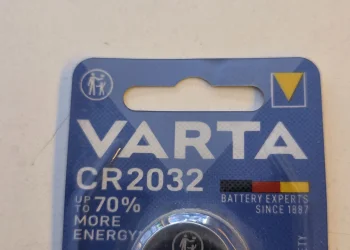 VARTA
CR2032
UP TO 70%
MORE
ENERGY
BATTERY EXPERTS
SINCE 1887